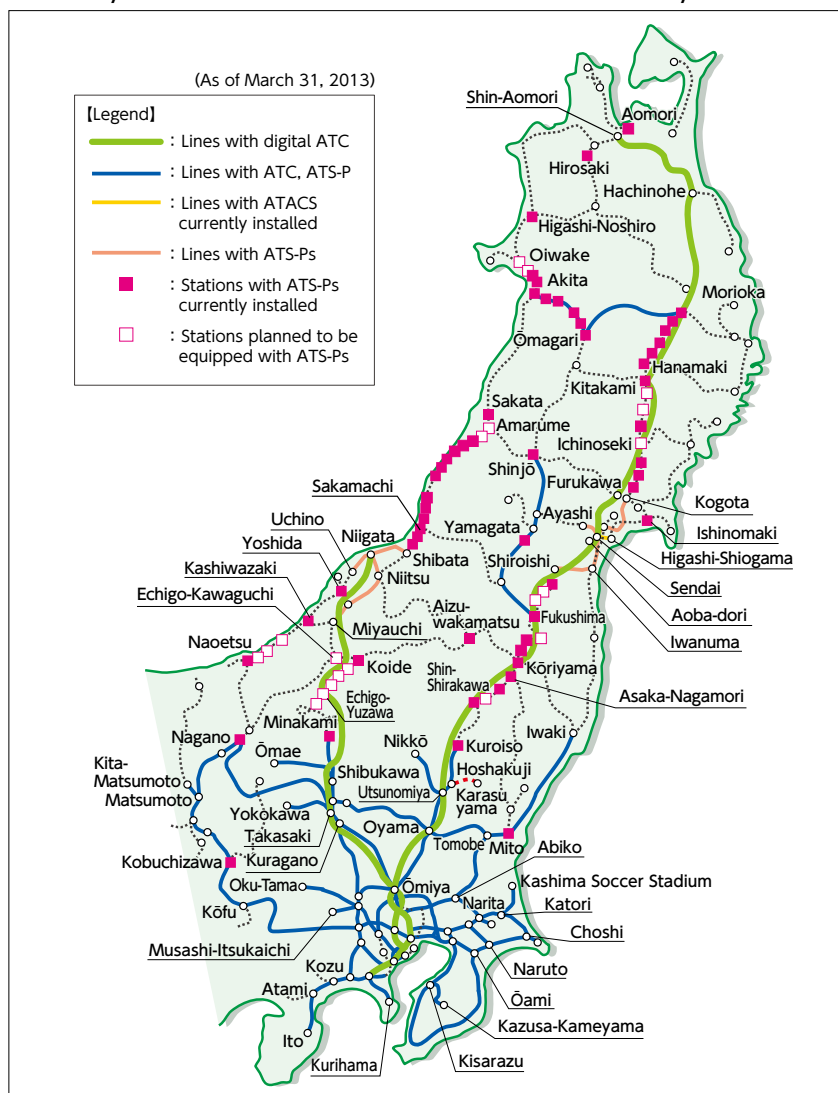 (As of March 31, 2013)
【Legend】
: Lines with digital ATC
: Lines with ATC, ATS-P
: Lines with ATACS
currently installed
: Lines with ATS-Ps
: Stations with ATS-Ps
currently installed
: Stations planned to be
equipped with ATS-Ps
Shin-Aomori
Aomori
Hirosaki
Hachinohe
Higashi-Noshiro
Oiwake
Akita
Morioka
Ōmagari
Hanamaki
Kitakami
Sakata
Amarume
Ichinoseki
Shinjō
Furukawa
Sakamachi
Kogota
Uchino
Niigata
Yamagata
Ayashi
Ishinomaki
Yoshida
Shibata
Higashi-Shiogama
Kashiwazaki
Niitsu
Shiroishi
Sendai
Echigo-Kawaguchi
Aizu-
wakamatsu
Fukushima
Aoba-dori
Miyauchi
Iwanuma
Naoetsu
Koide
Kōriyama
Shin-
Shirakawa
Asaka-Nagamori
Echigo-
Yuzawa
Minakami
Nagano
Ōmae
Nikkō
Kuroiso
Iwaki
Kita-
Matsumoto
Matsumoto
Shibukawa
Hoshakuji
Utsunomiya
Karasu
yama
Yokokawa
Takasaki
Oyama
Tomobe
Mito
Kobuchizawa
Kuragano
Abiko
Oku-Tama
Ōmiya
Kashima Soccer Stadium
Kōfu
Narita
Katori
Musashi-Itsukaichi
Choshi
Kozu
Naruto
Atami
Ōami
Ito
Kazusa-Kameyama
Kurihama
Kisarazu